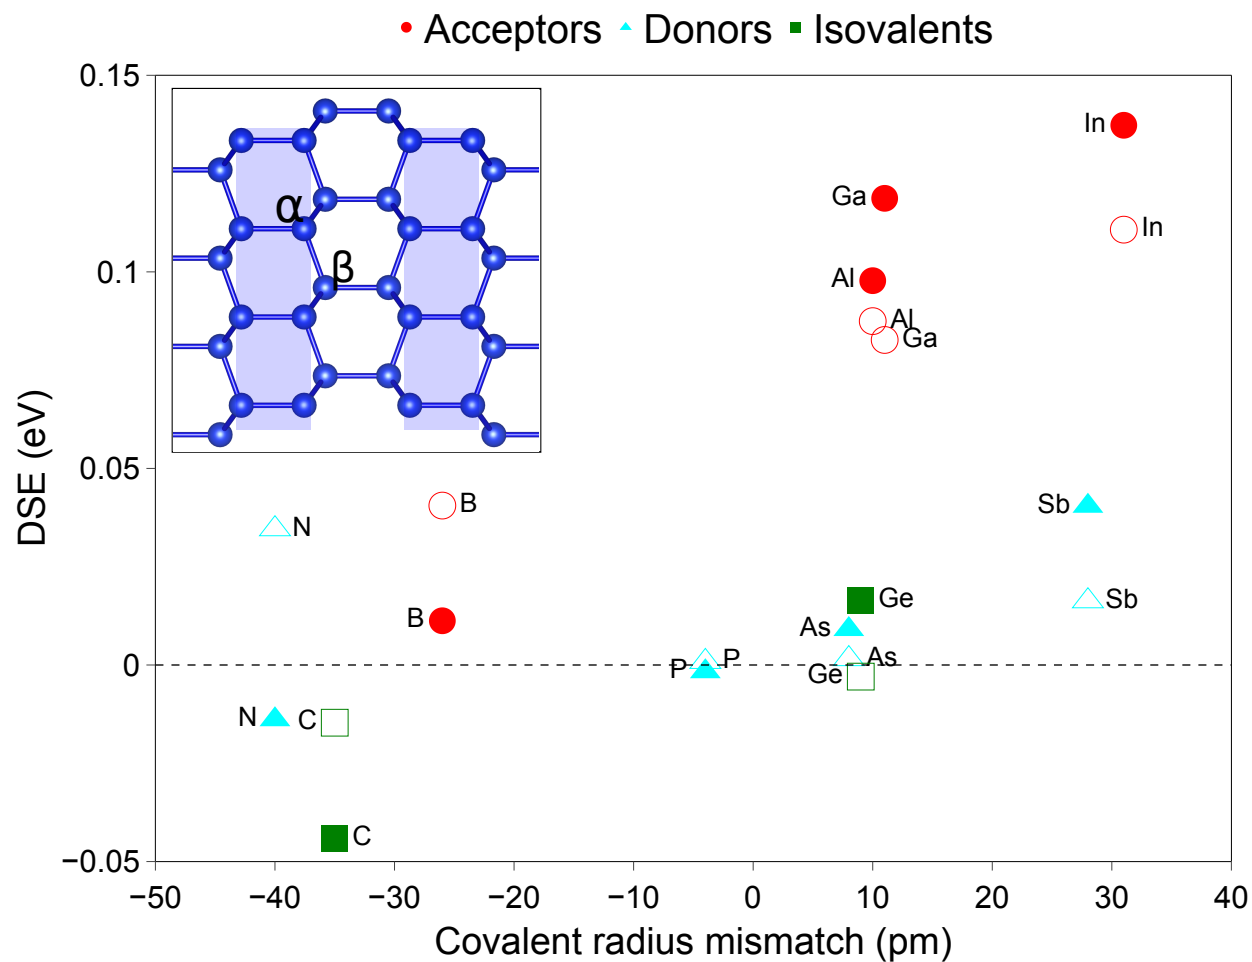 Acceptors Donors Isovalents
0.15
0.1
0.05
0
−0.05
DSE (eV)
α
β
In
Ga
In
Al
Al
Ga
B
N
B
Sb
Sb
Ge
As
As
Ge
P
P
N
C
C
−50 −40 −30 −20 −10 0 10 20 30 40
Covalent radius mismatch (pm)